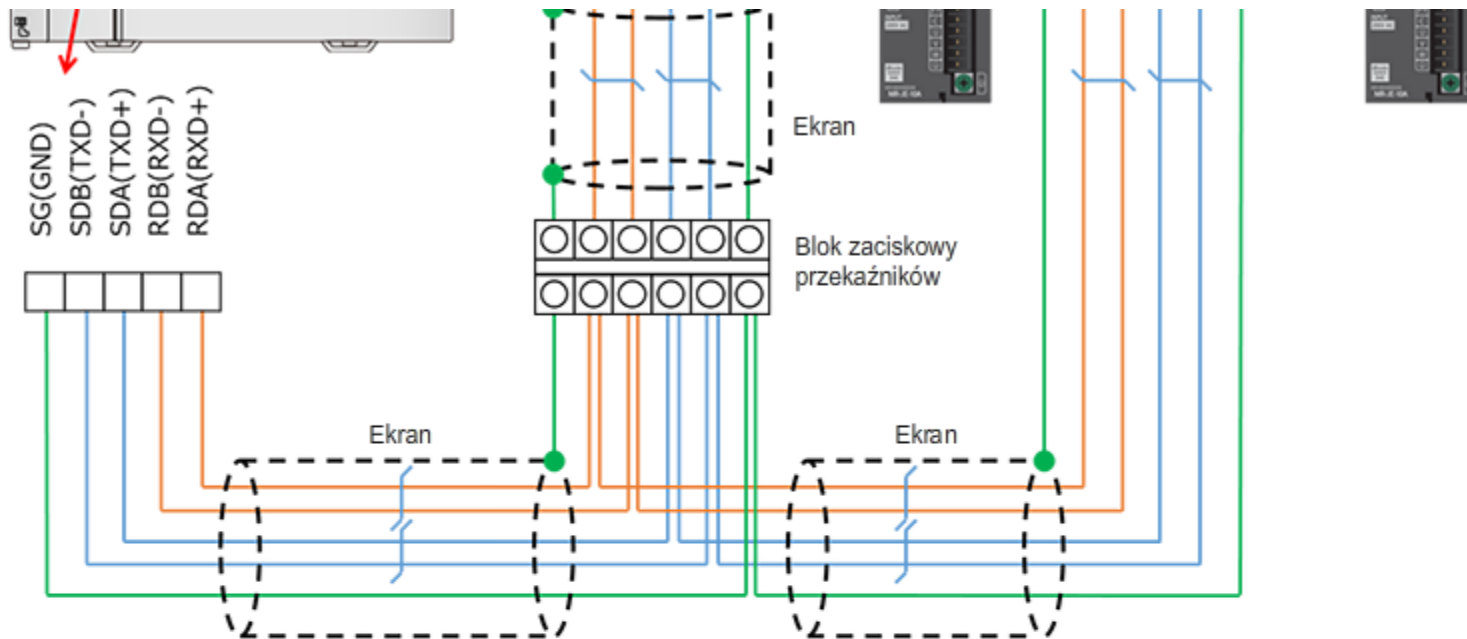 SG(GND)
SDB(TXD-)
SDA(TXD+)
RDB(RXD-)
RDA(RXD+)
Ekran
Blok zaciskowy
przekaźników
Ekran
Ekran